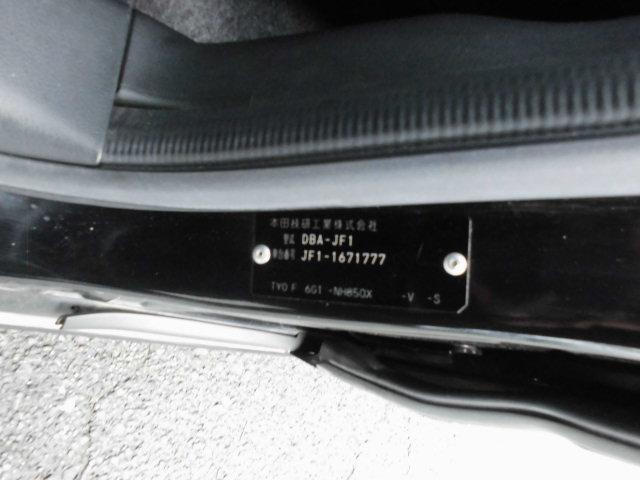 本田技研工業株式会社
型式 DBA-JF1
車台番号 JF1-1671777
TY0 F 6G1 -NH850X -V -S